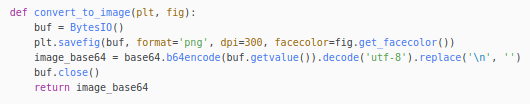 def convert_to_image(plt, fig):
    buf = BytesIO()
    plt.savefig(buf, format='png', dpi=300, facecolor=fig.get_facecolor())
    image_base64 = base64.b64encode(buf.getvalue()).decode('utf-8').replace('\n', '')
    buf.close()
    return image_base64